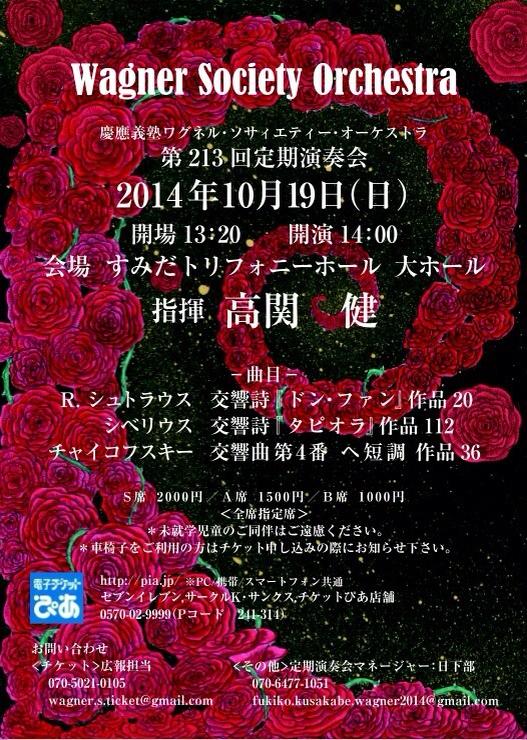 Wagner Society Orchestra
慶應義塾ワグネル・ソサィエティー・オーケストラ
第213回定期演奏会
2014年10月19日(日)
開場 13:20 開演 14:00
会場 すみだトリフォニーホール 大ホール
指揮 高関 健
－曲目－
R. シュトラウス 交響詩『ドン・ファン』作品 20
シベリウス 交響詩『タピオラ』作品 112
チャイコフスキー 交響曲第4番 ヘ短調 作品 36
S席 2000円／A席 1500円／B席 1000円
＜全席指定席＞
＊未就学児童のご同伴はご遠慮ください。
＊車椅子をご利用の方はチケット申し込みの際にお知らせ下さい。
電子チケット
ぴあ
http://pia.jp/ ※PC/携帯/スマートフォン共通
セブンイレブン,サークルK・サンクス,チケットぴあ店舗
0570-02-9999(Pコード 241-314)
お問い合わせ
<チケット>広報担当
070-5021-0105
wagner.s.ticket@gmail.com
<その他>定期演奏会マネージャー：日下部
070-6477-1051
fukiko.kusakabe.wagner2014@gmail.com